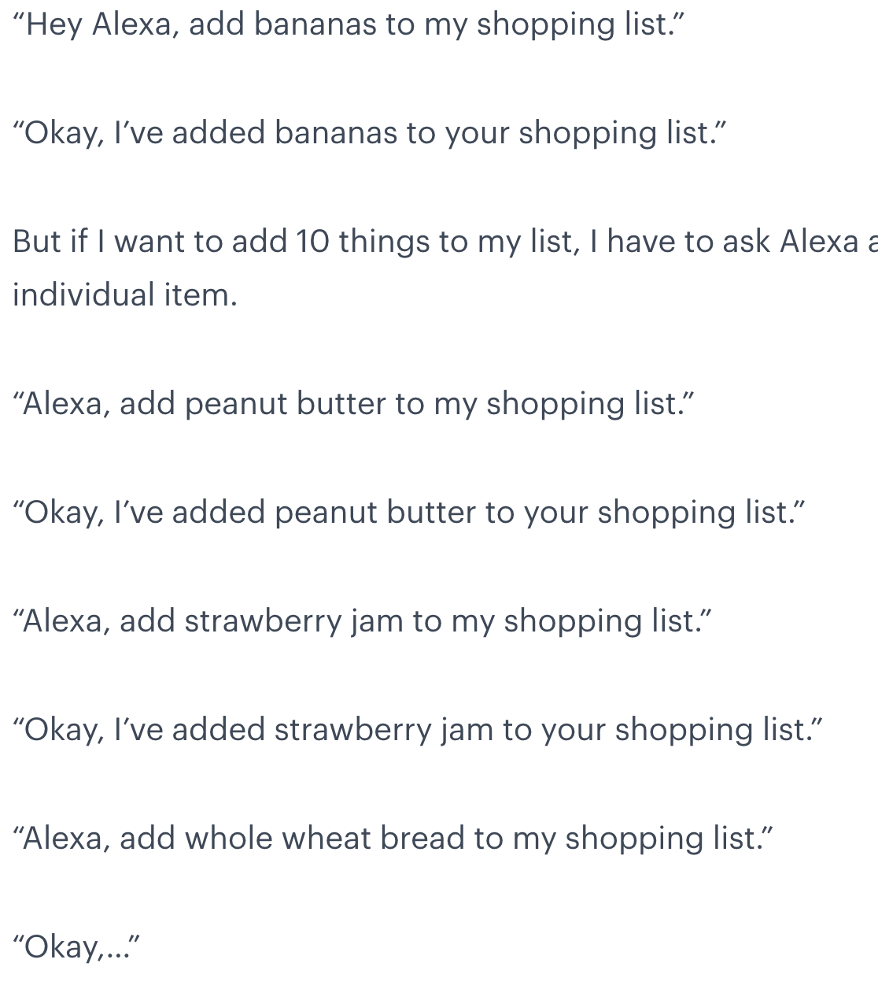 “Hey Alexa, add bananas to my shopping list.”
“Okay, I’ve added bananas to your shopping list.”
But if I want to add 10 things to my list, I have to ask Alexa
individual item.
“Alexa, add peanut butter to my shopping list.”
“Okay, I’ve added peanut butter to your shopping list.”
“Alexa, add strawberry jam to my shopping list.”
“Okay, I’ve added strawberry jam to your shopping list.”
“Alexa, add whole wheat bread to my shopping list.”
“Okay,...”